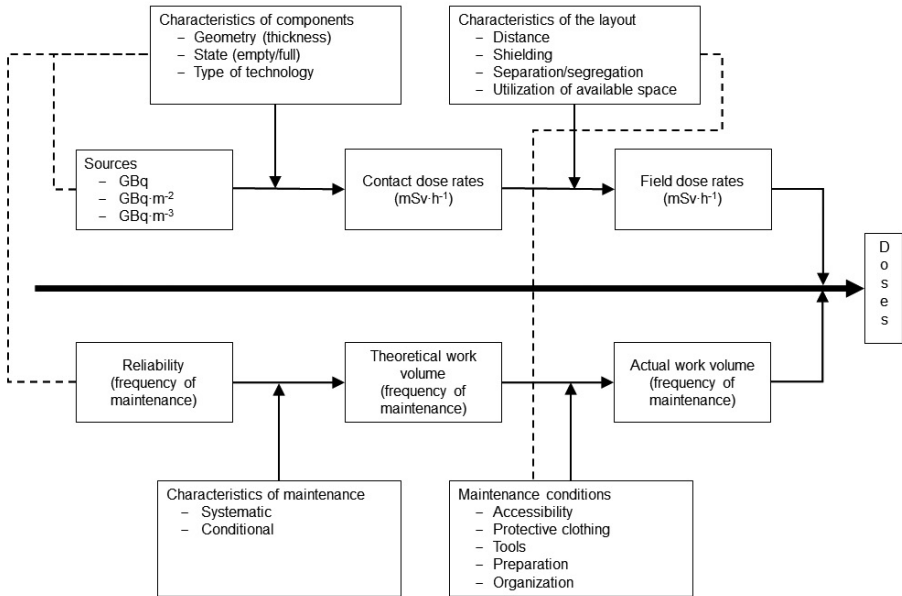 Characteristics of components
– Geometry (thickness)
– State (empty/full)
– Type of technology
Characteristics of the layout
– Distance
– Shielding
– Separation/segregation
– Utilization of available space
Sources
– GBq
– GBq·m⁻²
– GBq·m⁻³
Contact dose rates
(mSv·h⁻¹)
Field dose rates
(mSv·h⁻¹)
D
o
s
e
s
Reliability
(frequency of
maintenance)
Theoretical work
volume
(frequency of
maintenance)
Actual work volume
(frequency of
maintenance)
Characteristics of maintenance
– Systematic
– Conditional
Maintenance conditions
– Accessibility
– Protective clothing
– Tools
– Preparation
– Organization